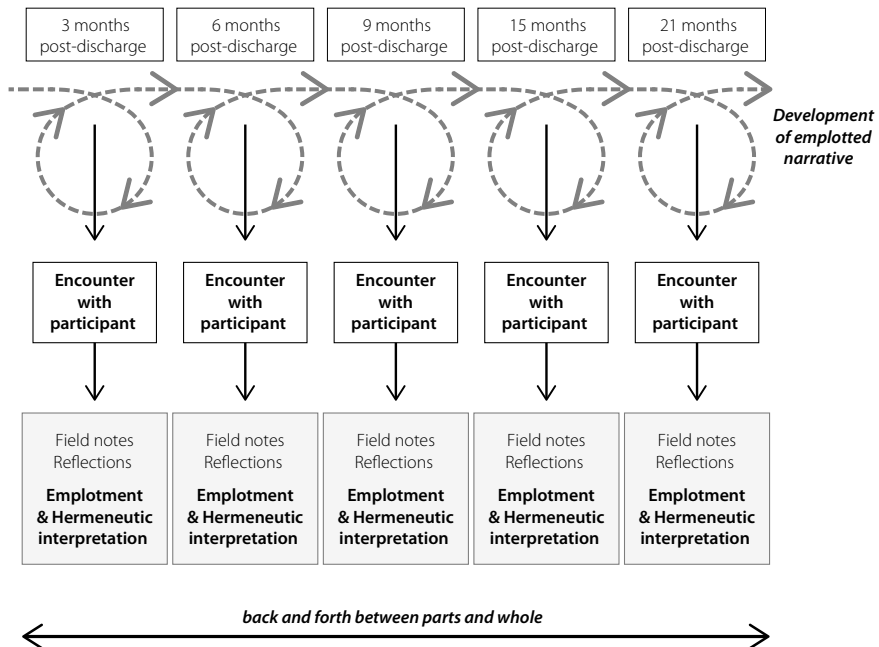 3 months
post-discharge
6 months
post-discharge
9 months
post-discharge
15 months
post-discharge
21 months
post-discharge
Development
of emplotted
narrative
Encounter
with
participant
Encounter
with
participant
Encounter
with
participant
Encounter
with
participant
Encounter
with
participant
Field notes
Reflections
Emplotment
& Hermeneutic
interpretation
Field notes
Reflections
Emplotment
& Hermeneutic
interpretation
Field notes
Reflections
Emplotment
& Hermeneutic
interpretation
Field notes
Reflections
Emplotment
& Hermeneutic
interpretation
Field notes
Reflections
Emplotment
& Hermeneutic
interpretation
back and forth between parts and whole